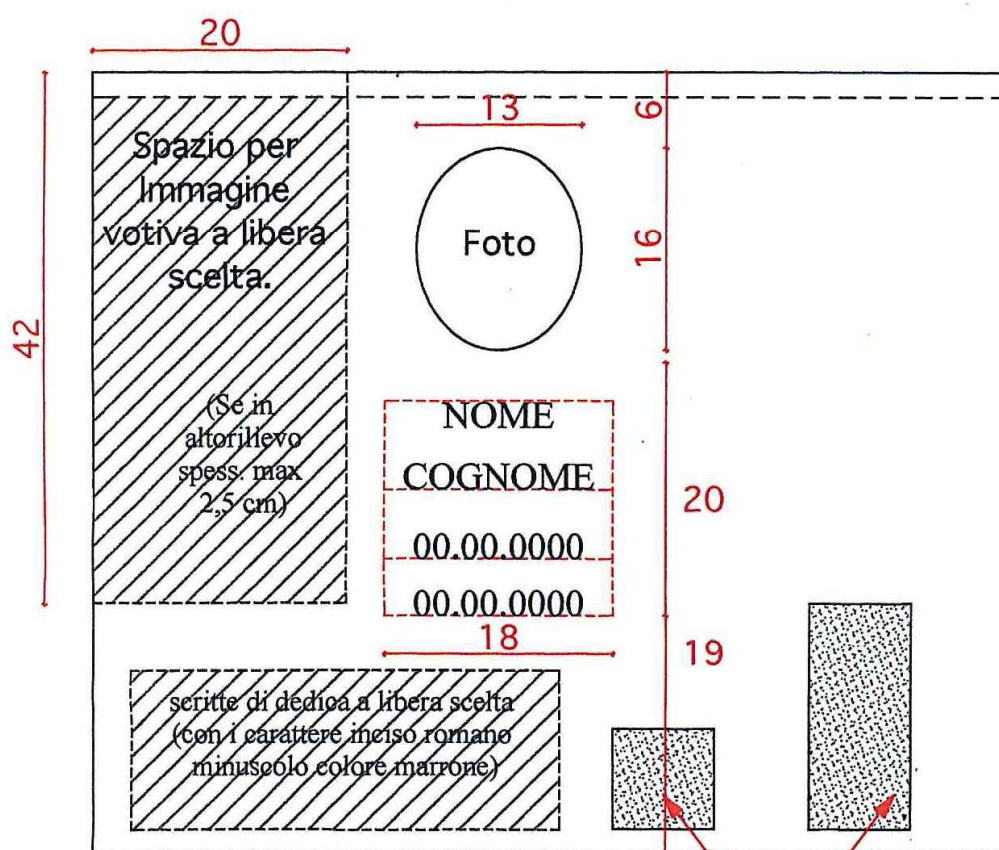 20
13
6
Spazio per
Immagine
votiva a libera
scelta.
Foto
16
42
(Se in
altorilievo
spess. max
2,5 cm)
NOME
COGNOME
00.00.0000
00.00.0000
20
18
19
scritte di dedica a libera scelta
(con i carattere inciso romano
minuscolo colore marrone)